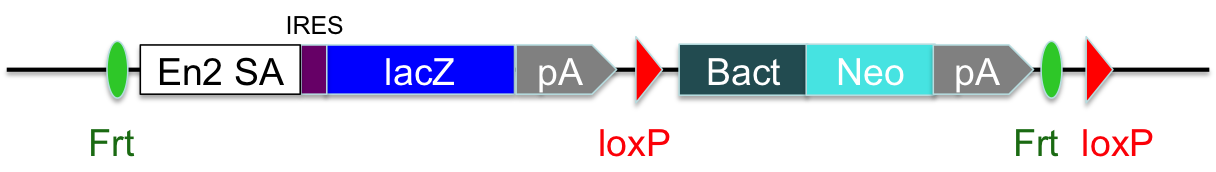 IRES
En2 SA lacZ pA Bact Neo pA
Frt loxP Frt loxP